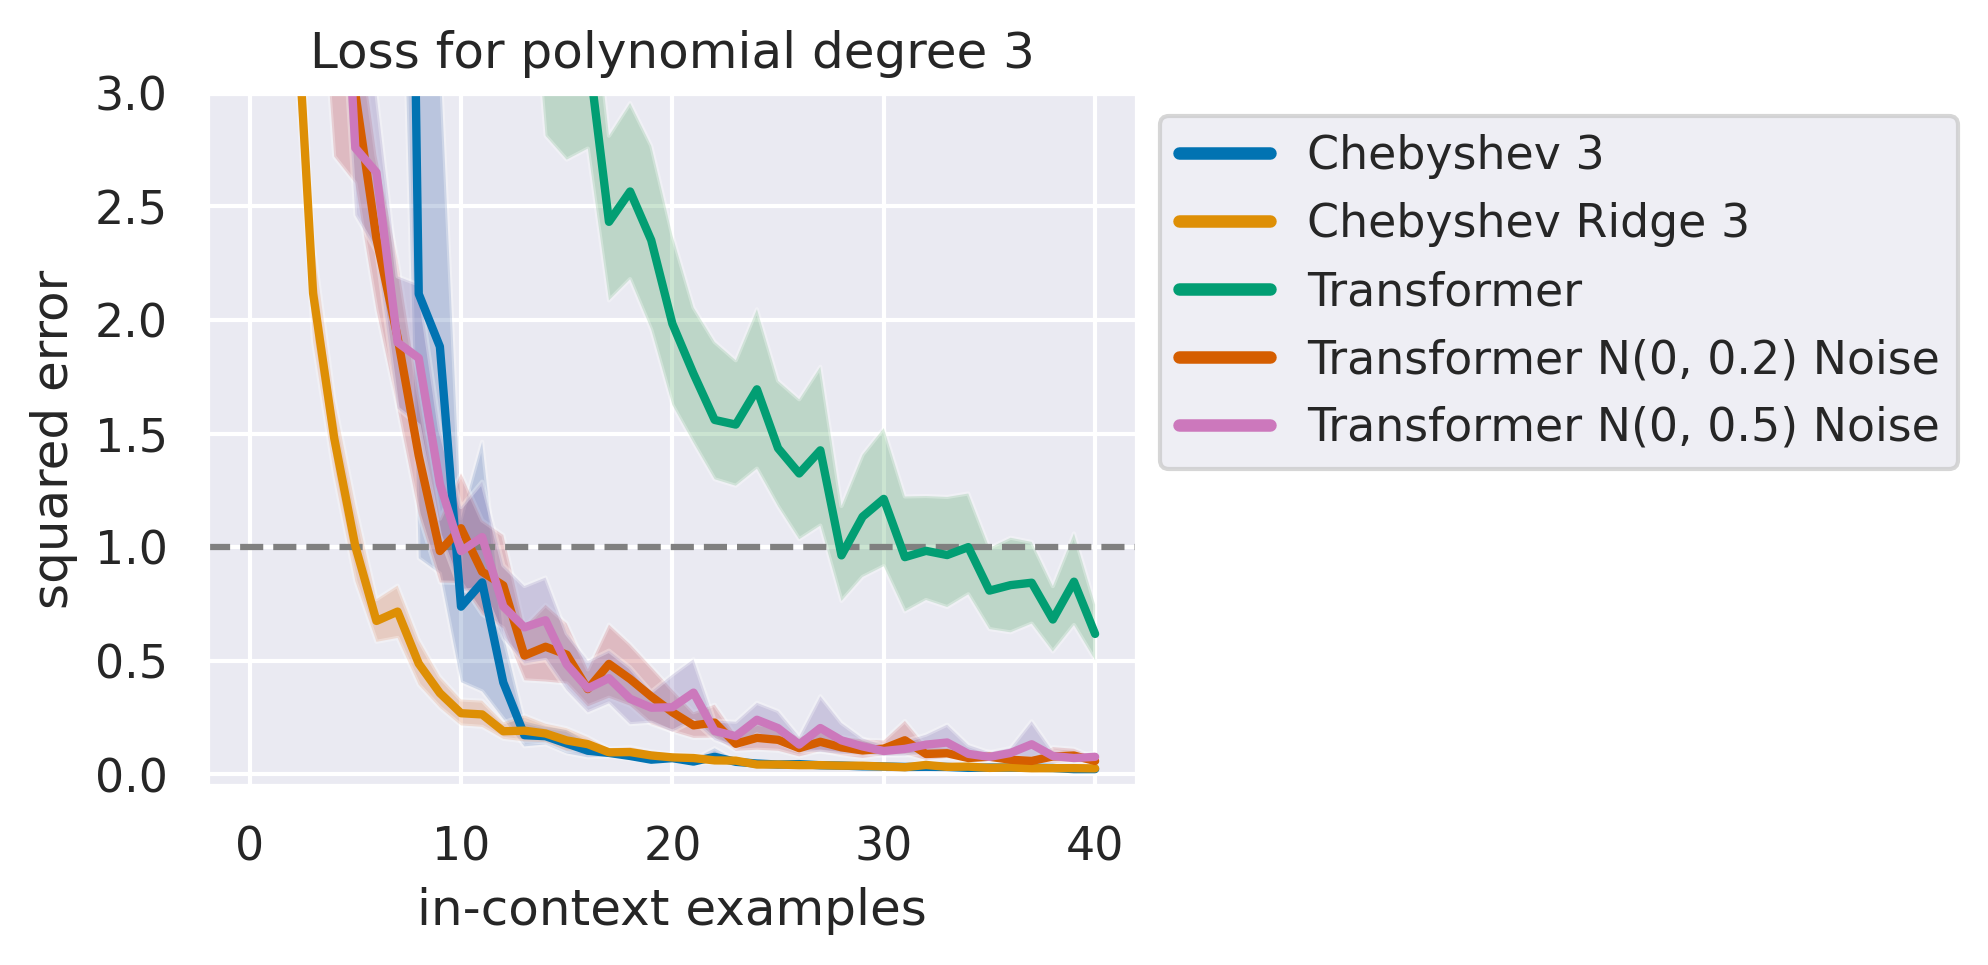 Loss for polynomial degree 3
3.0
2.5
2.0
1.5
1.0
0.5
0.0
squared error
0 10 20 30 40
in-context examples
Chebyshev 3
Chebyshev Ridge 3
Transformer
Transformer N(0, 0.2) Noise
Transformer N(0, 0.5) Noise